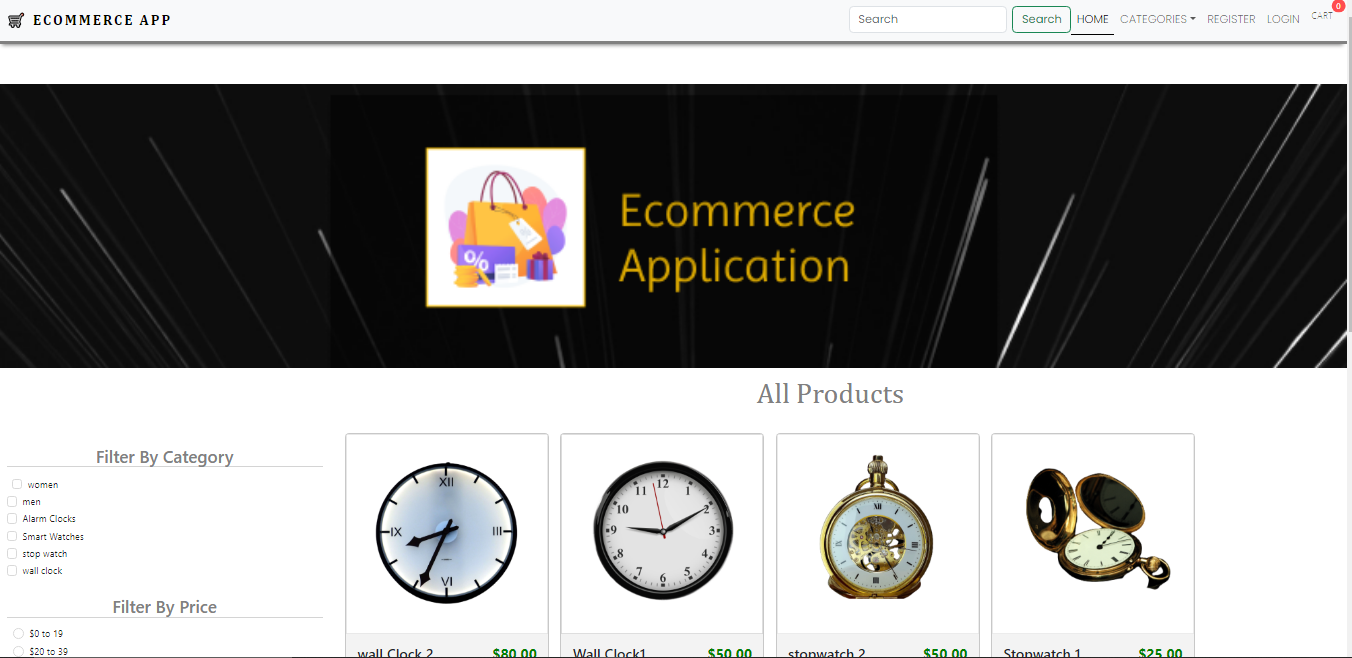 ECOMMERCE APP
Search
Search
HOME
CATEGORIES
REGISTER
LOGIN
CART
0
%
Ecommerce
Application
All Products
Filter By Category
women
men
Alarm Clocks
Smart Watches
stop watch
wall clock
Filter By Price
$0 to 19
$20 to 39
XII
III
VI
IX
12
1
2
3
4
5
6
7
8
9
10
11
wall Clock 2 $80.00
Wall Clock1 $50.00
stopwatch 2 $50.00
Stopwatch 1 $25.00